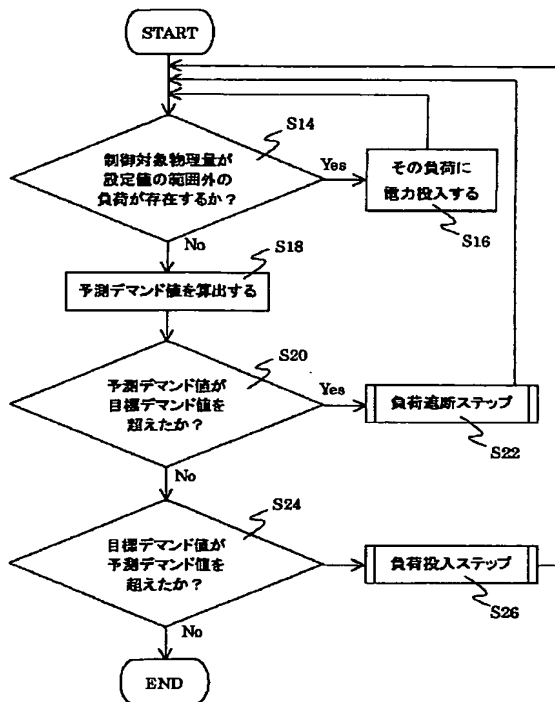 START
S14
制御対象物理量が
設定値の範囲外の
負荷が存在するか？
Yes
その負荷に
電力投入する
S16
No
S18
予測デマンド値を算出する
S20
予測デマンド値が
目標デマンド値を
超えたか？
Yes
負荷遮断ステップ
S22
No
S24
目標デマンド値が
予測デマンド値を
超えたか？
負荷投入ステップ
S26
No
END